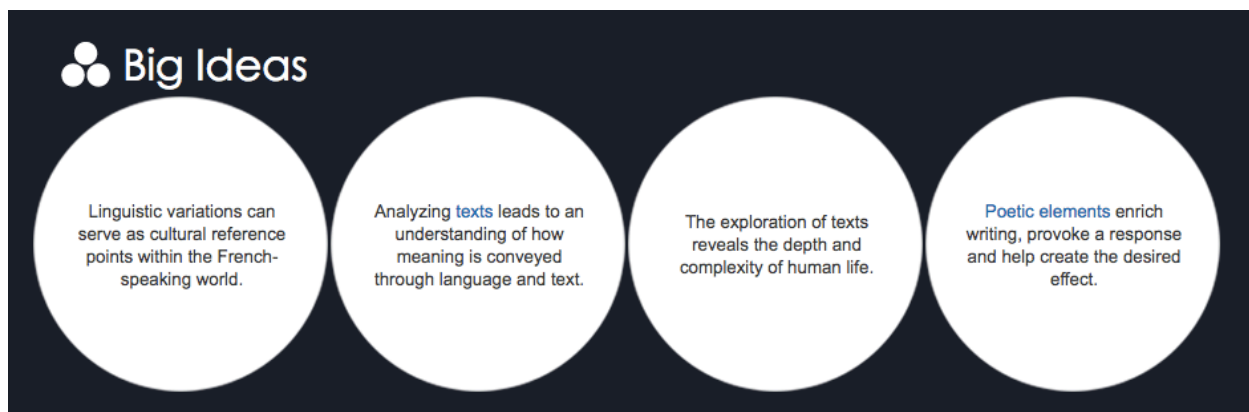 Big Ideas
Linguistic variations can
serve as cultural reference
points within the French-
speaking world.
Analyzing texts leads to an
understanding of how
meaning is conveyed
through language and text.
The exploration of texts
reveals the depth and
complexity of human life.
Poetic elements enrich
writing, provoke a response
and help create the desired
effect.